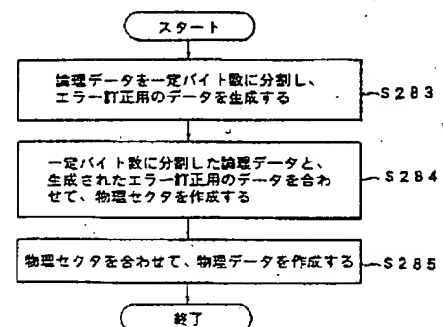 スタート
論理データを一定バイト数に分割し、
エラー訂正用のデータを生成する
S283
一定バイト数に分割した論理データと、
生成されたエラー訂正用のデータを合わ
せて、物理セクタを作成する
S284
物理セクタを合わせて、物理データを作成する
S285
終了